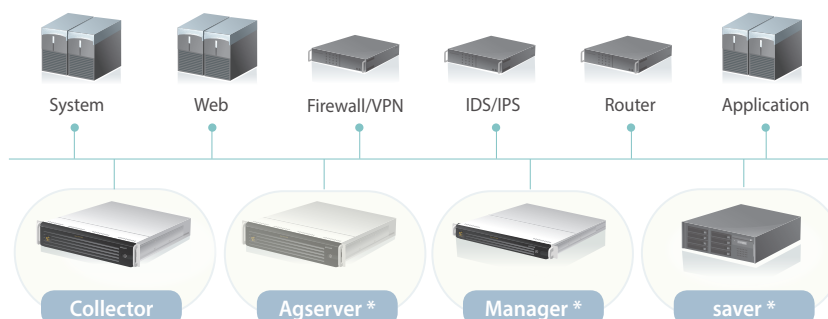 System Web Firewall/VPN IDS/IPS Router Application
Collector Agserver * Manager * saver *